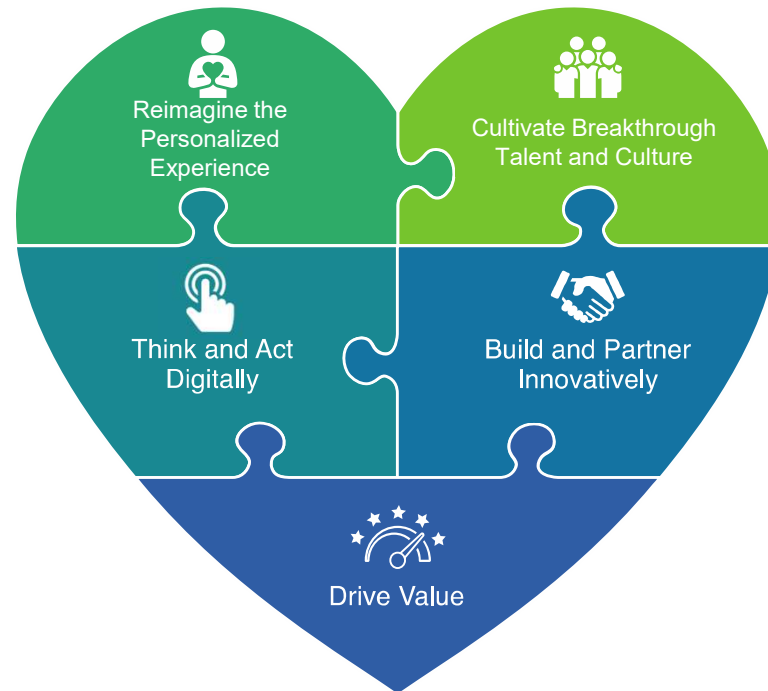 Reimagine the
Personalized
Experience
Cultivate Breakthrough
Talent and Culture
Think and Act
Digitally
Build and Partner
Innovatively
Drive Value